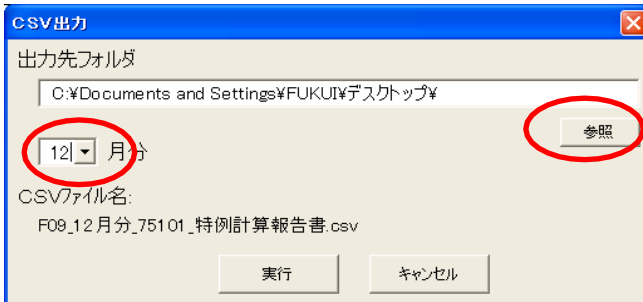 CSV出力
出力先フォルダ
C:¥Documents and Settings¥FUKUI¥デスクトップ¥
参照
12 月分
CSVファイル名:
F09_12月分_75101_特例計算報告書.csv
実行 キャンセル